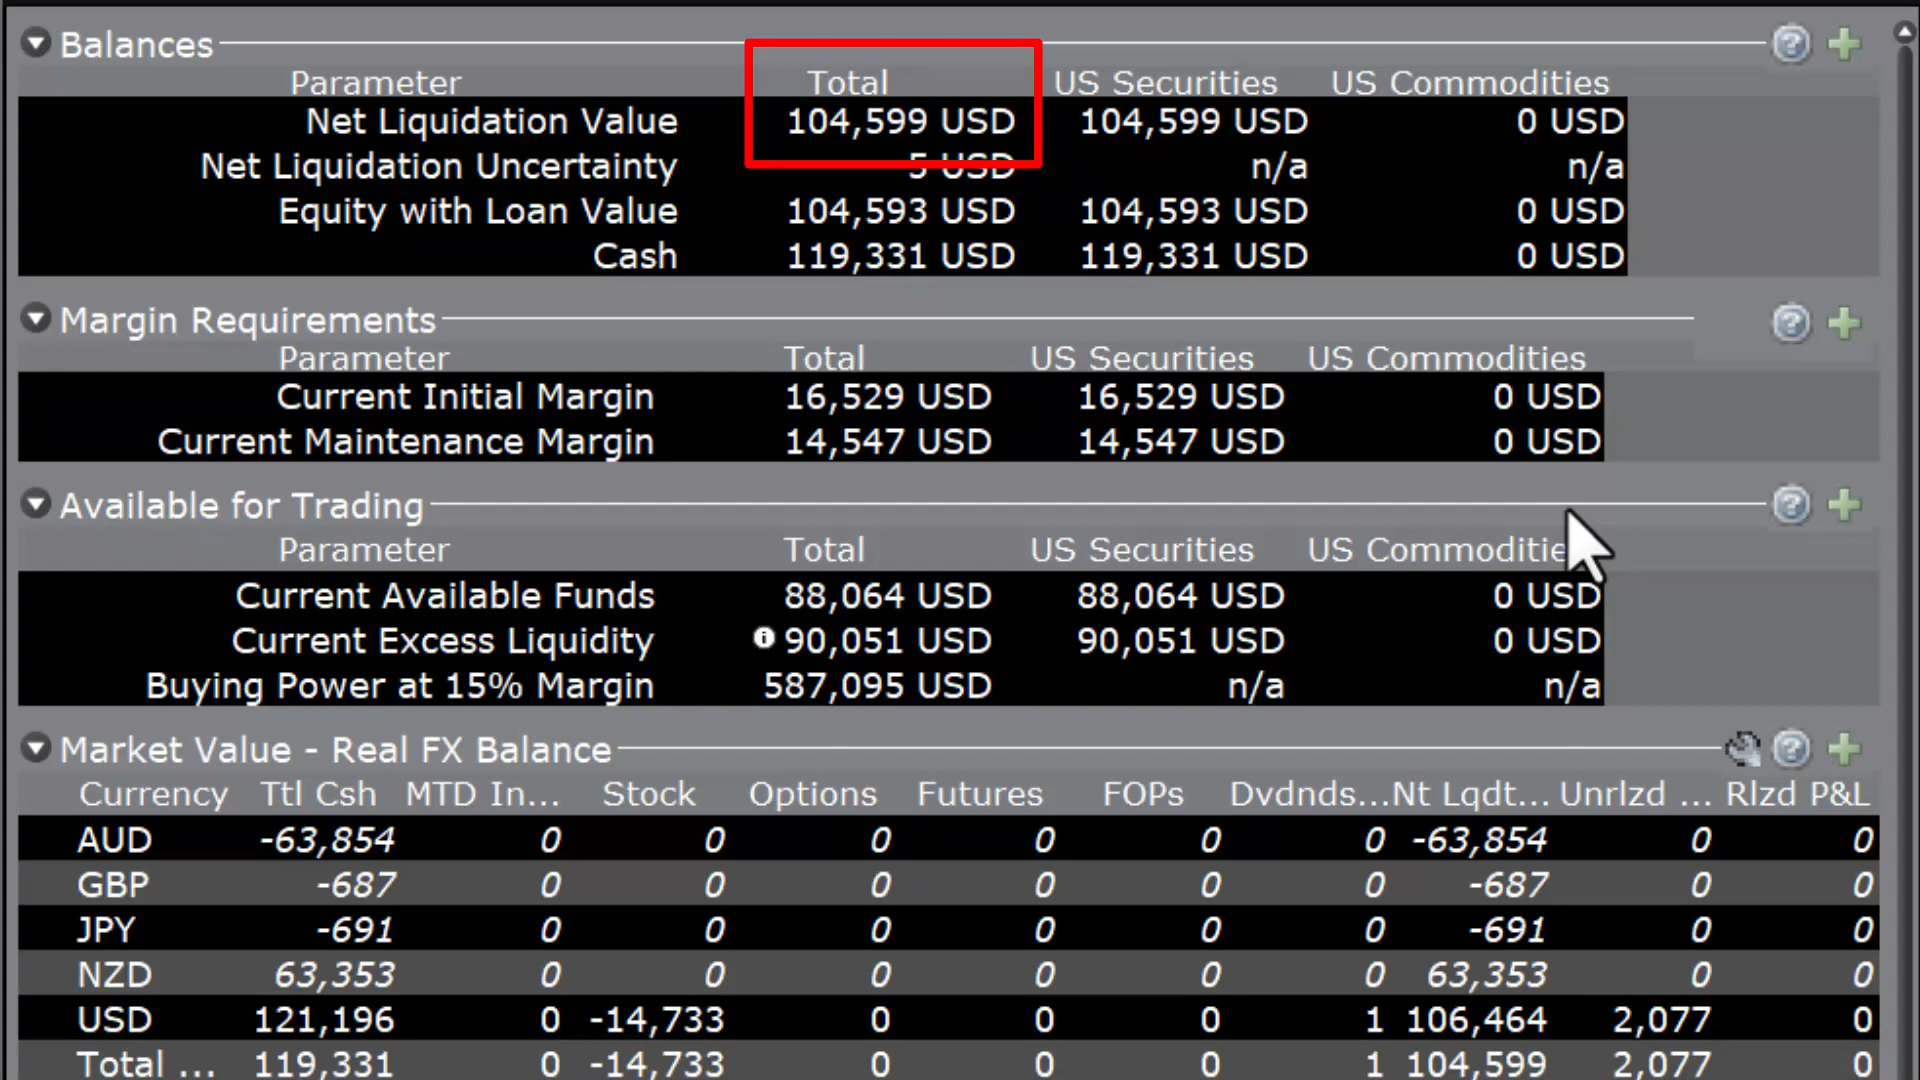 Balances
Parameter Total US Securities US Commodities
Net Liquidation Value 104,599 USD 104,599 USD 0 USD
Net Liquidation Uncertainty 5 USD n/a n/a
Equity with Loan Value 104,593 USD 104,593 USD 0 USD
Cash 119,331 USD 119,331 USD 0 USD
Margin Requirements
Parameter Total US Securities US Commodities
Current Initial Margin 16,529 USD 16,529 USD 0 USD
Current Maintenance Margin 14,547 USD 14,547 USD 0 USD
Available for Trading
Parameter Total US Securities US Commoditie
Current Available Funds 88,064 USD 88,064 USD 0 USD
Current Excess Liquidity 90,051 USD 90,051 USD 0 USD
Buying Power at 15% Margin 587,095 USD n/a n/a
Market Value - Real FX Balance
Currency Ttl Csh MTD In... Stock Options Futures FOPs Dvdnds... Nt Lqdt... Unrlzd ... Rlzd P&L
AUD -63,854 0 0 0 0 0 0 -63,854 0 0
GBP -687 0 0 0 0 0 0 -687 0 0
JPY -691 0 0 0 0 0 0 -691 0 0
NZD 63,353 0 0 0 0 0 0 63,353 0 0
USD 121,196 0 -14,733 0 0 0 1 106,464 2,077 0
Total ... 119,331 0 -14,733 0 0 0 1 104,599 2,077 0